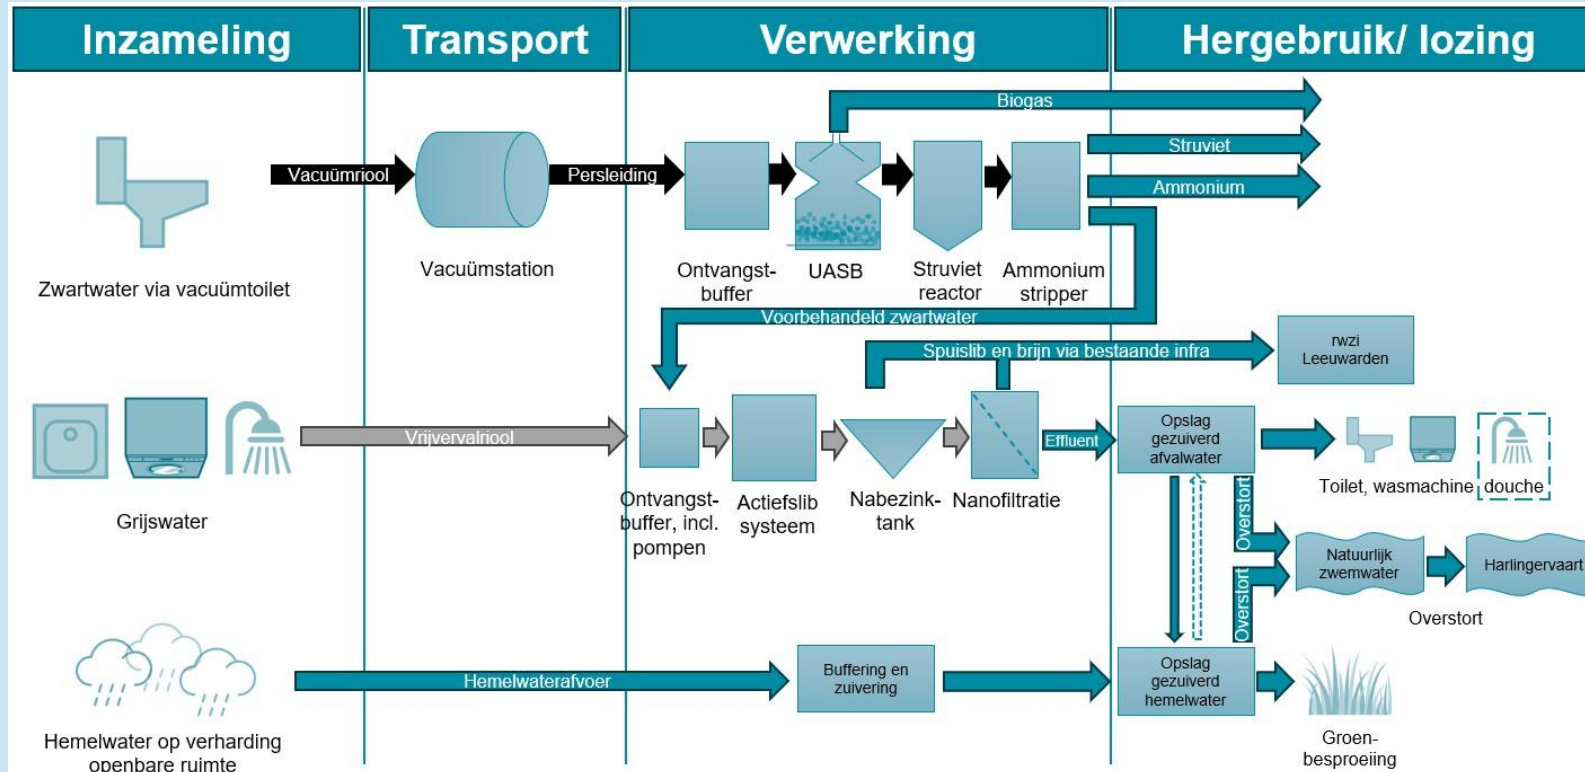 Inzameling
Transport
Verwerking
Hergebruik/ lozing
Biogas
Struviet
Ammonium
Vacuümriool
Persleiding
Zwartwater via vacuümtoilet
Vacuümstation
Ontvangst-
buffer
UASB
Struviet
reactor
Ammonium
stripper
Voorbehandeld zwartwater
Spuislib en brijn via bestaande infra
rwzi
Leeuwarden
Vrijvervalriool
Effluent
Opslag
gezuiverd
afvalwater
Grijswater
Ontvangst-
buffer, incl.
pompen
Actiefslib
systeem
Nabezink-
tank
Nanofiltratie
Toilet, wasmachine
douche
Overstort
Overstort
Natuurlijk
zwemwater
Harlingervaart
Overstort
Hemelwaterafvoer
Buffering en
zuivering
Opslag
gezuiverd
hemelwater
Hemelwater op verharding
openbare ruimte
Groen-
besproeiing